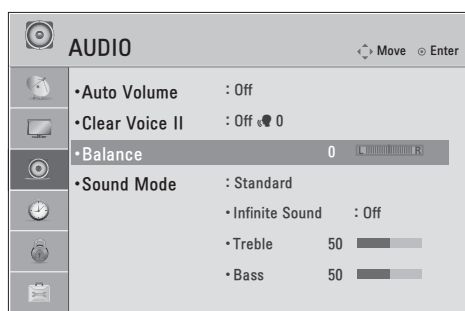 AUDIO
Move Enter
•Auto Volume : Off
•Clear Voice II : Off 0
•Balance 0 L R
•Sound Mode : Standard
•Infinite Sound : Off
•Treble 50
•Bass 50